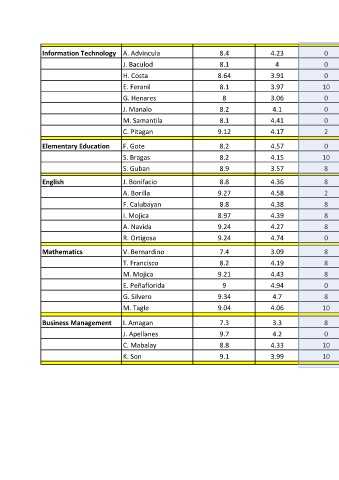 Information Technology A. Advincula 8.4 4.23 0
J. Baculod 8.1 4 0
H. Costa 8.64 3.91 0
E. Feranil 8.1 3.97 10
G. Henares 8 3.06 0
J. Manalo 8.2 4.1 0
M. Samantila 8.1 4.41 0
C. Pitagan 9.12 4.17 2
Elementary Education F. Gote 8.2 4.57 0
S. Bragas 8.2 4.15 10
S. Guban 8.9 3.57 8
English J. Bonifacio 8.8 4.36 8
A. Borilla 9.27 4.58 2
F. Calubayan 8.8 4.38 8
I. Mojica 8.97 4.39 8
A. Navida 9.24 4.27 8
R. Ortigosa 9.24 4.74 0
Mathematics V. Bernardino 7.4 3.09 8
T. Francisco 8.2 4.19 8
M. Mojica 9.21 4.43 8
E. Peñaflorida 9 4.94 0
G. Silvero 9.34 4.7 8
M. Tagle 9.04 4.06 10
Business Management I. Amagan 7.3 3.3 8
J. Apellanes 9.7 4.2 0
C. Mabalay 8.8 4.33 10
K. Son 9.1 3.99 10